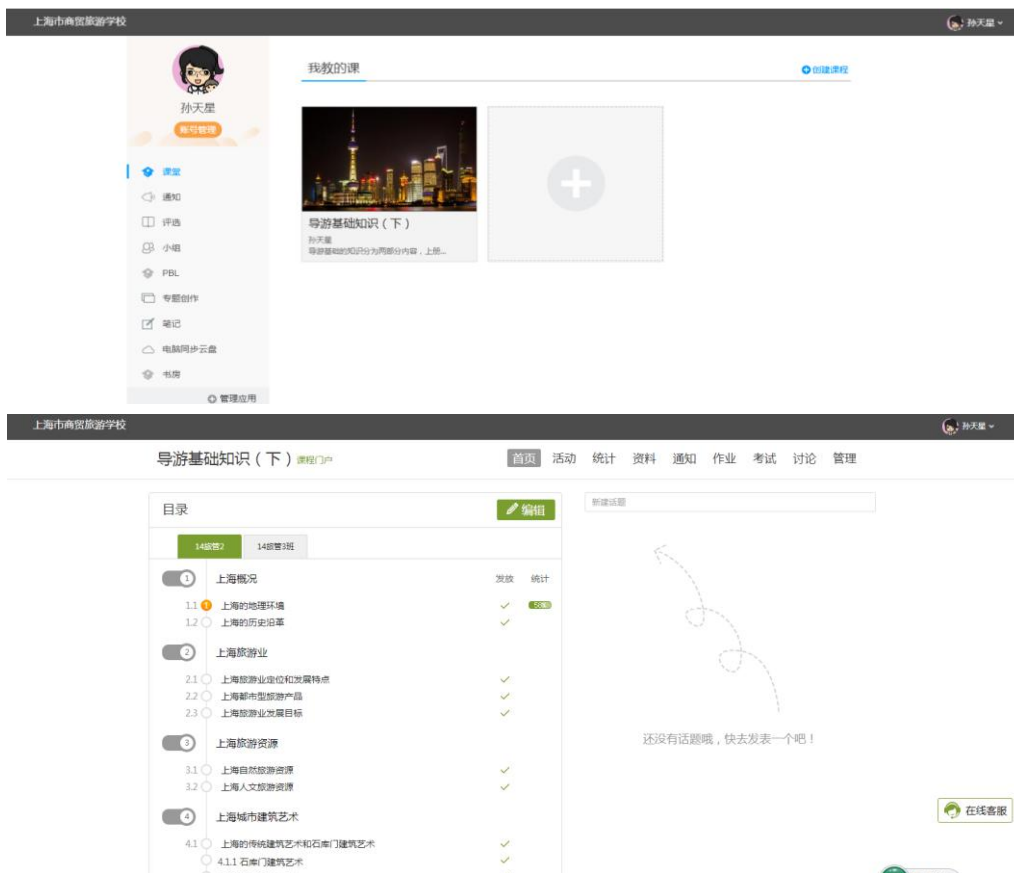 上海市商贸旅游学校
孙天星
孙天星
账号管理
课堂
通知
评选
小组
PBL
专题创作
笔记
电脑同步云盘
书房
管理应用
我教的课
创建课程
导游基础知识（下）
孙天星
导游基础的知识分为两部分内容，上册...
上海市商贸旅游学校
孙天星
导游基础知识（下） 课程门户
首页 活动 统计 资料 通知 作业 考试 讨论 管理
目录
编辑
14旅管2 14旅管3班
1 上海概况 发放 统计
1.1 1 上海的地理环境
1.2 上海的历史沿革
2 上海旅游业
2.1 上海旅游业定位和发展特点
2.2 上海都市型旅游产品
2.3 上海旅游业发展目标
3 上海旅游资源
3.1 上海自然旅游资源
3.2 上海人文旅游资源
4 上海城市建筑艺术
4.1 上海的传统建筑艺术和石库门建筑艺术
4.1.1 石库门建筑艺术
新建话题
还没有话题哦，快去发表一个吧！
在线客服